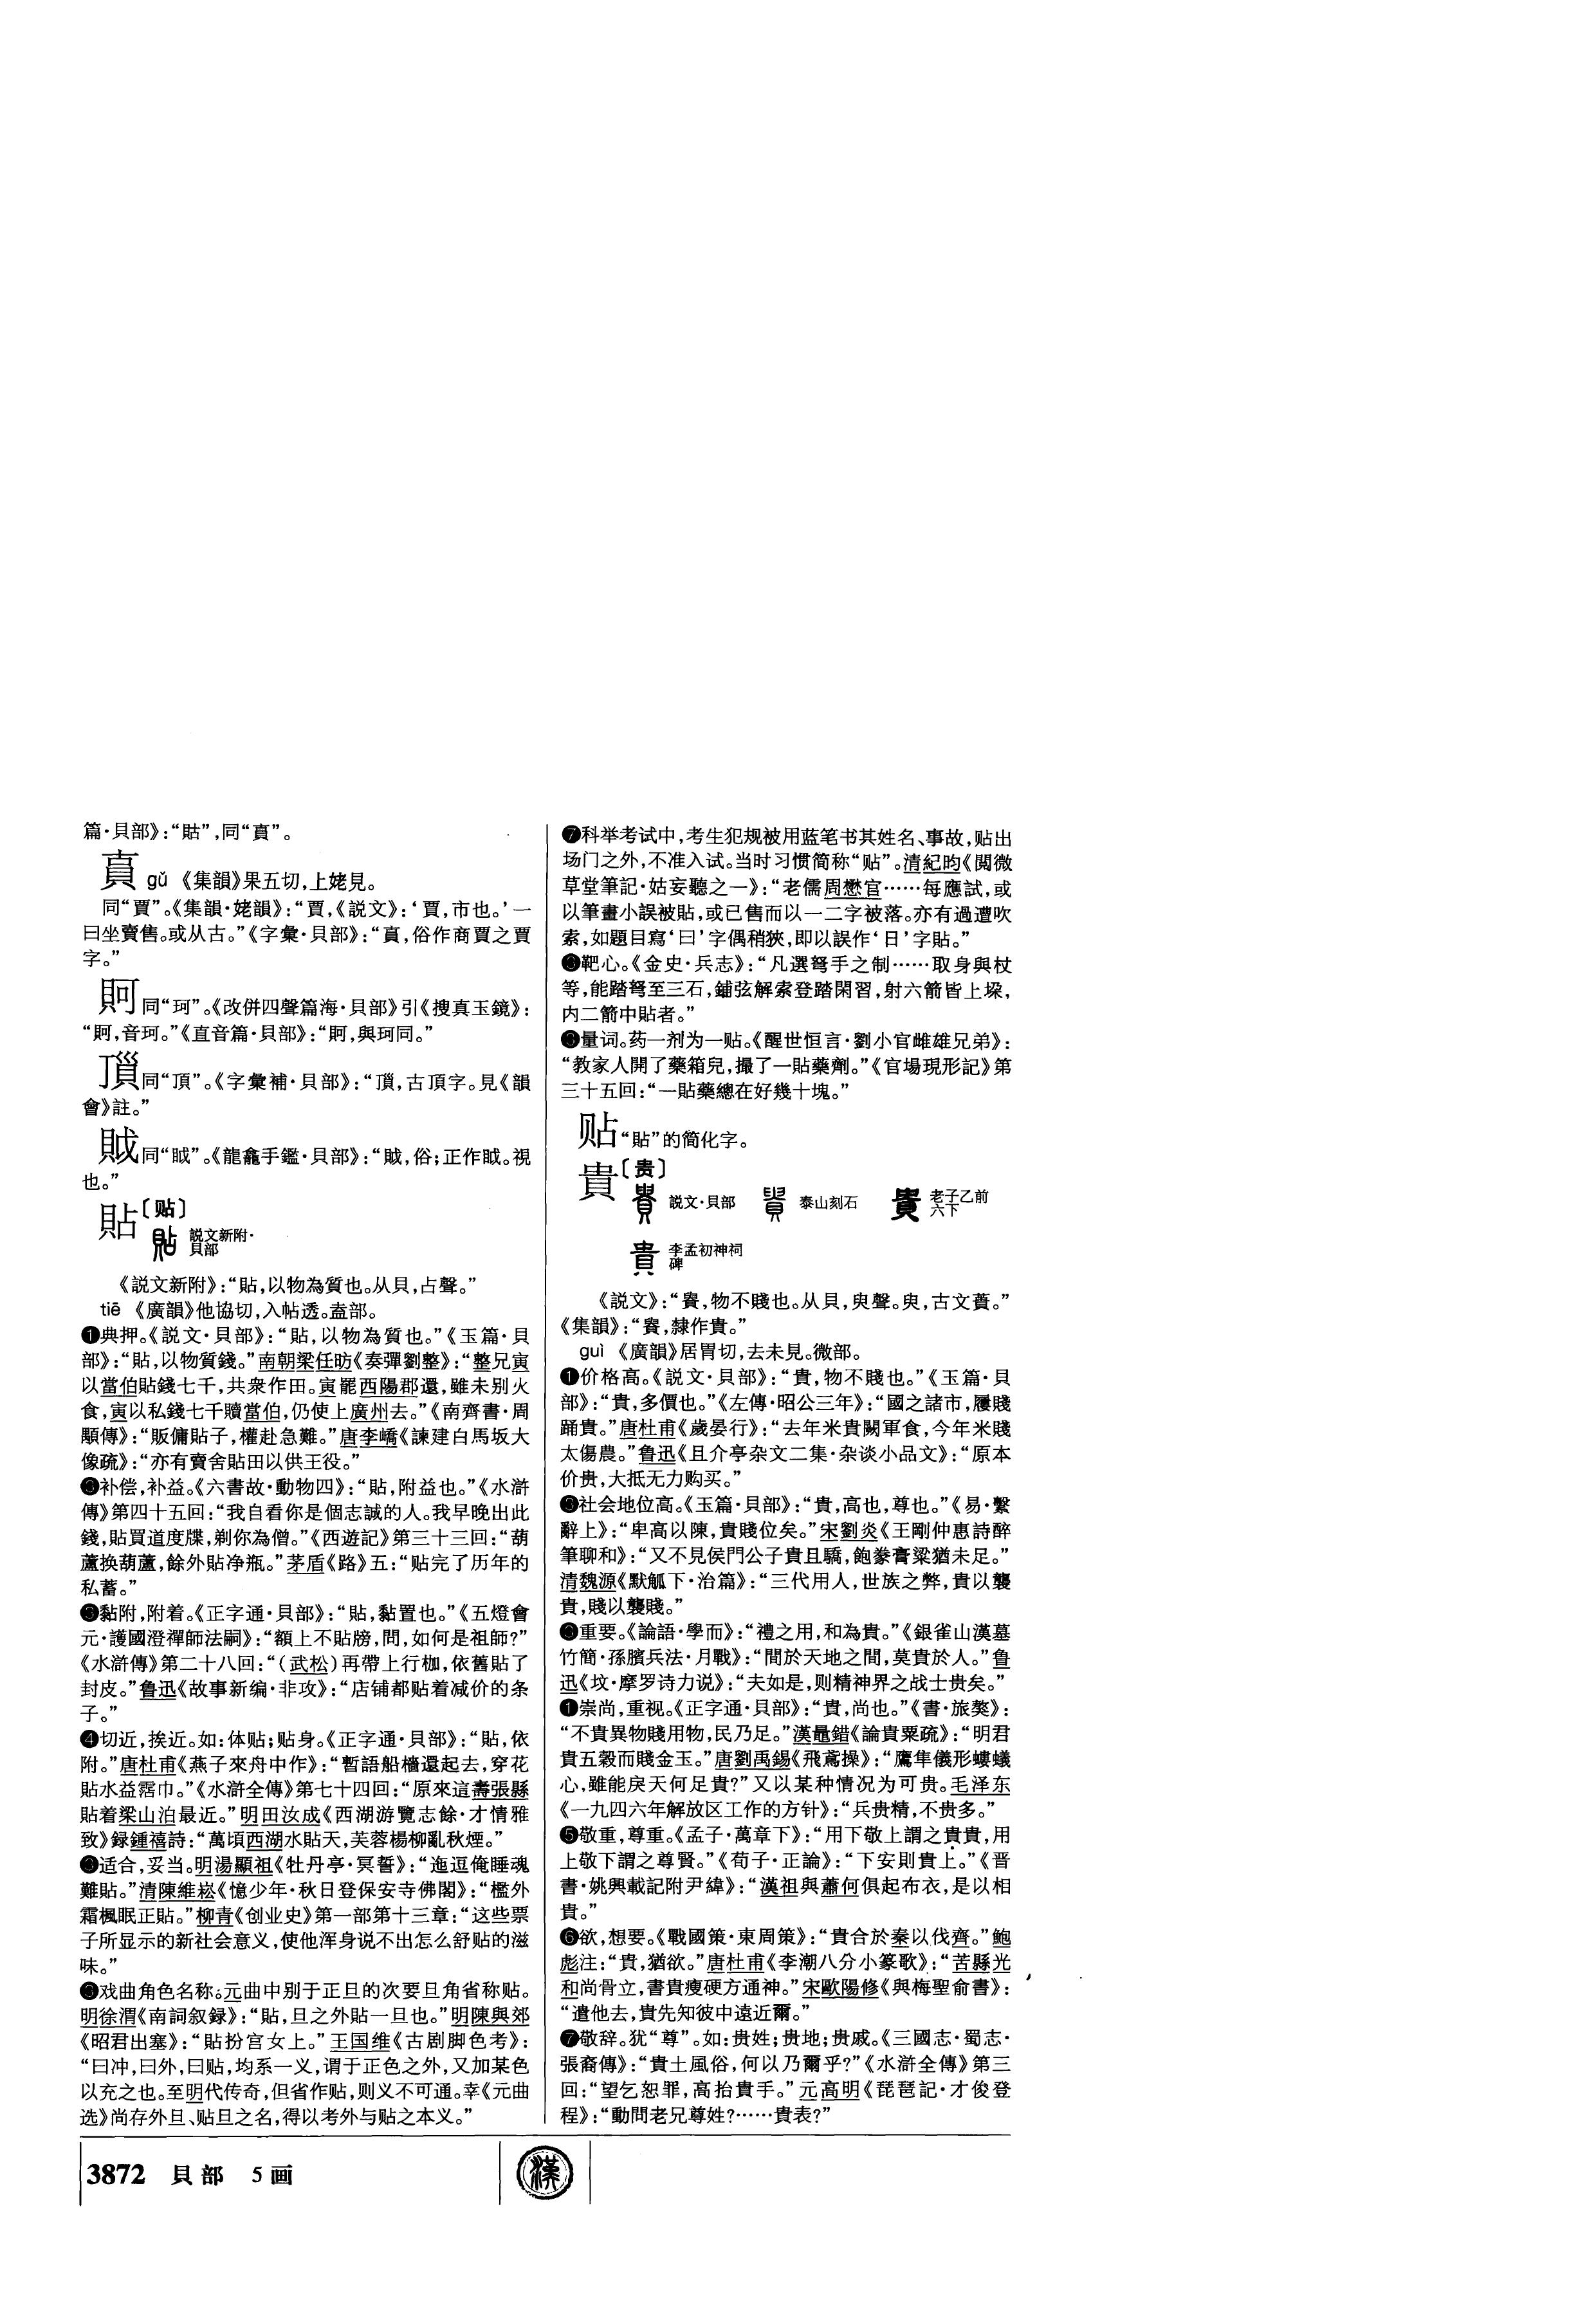 篇·貝部》：“䀦”，同“𧵎”。
gǔ 《集韻》果五切，上姥見。
同“賈”。《集韻·姥韻》：“賈，《説文》：‘賈，市也。’一
曰坐賣售。或从古。”《字彙·貝部》：“，俗作商賈之賈
字。”
同“珂”。《改併四聲篇海·貝部》引《搜真玉鏡》：
“，音珂。”《直音篇·貝部》：“，與珂同。”
同“頂”。《字彙補·貝部》：“，古頂字。見《韻
會》註。”
同“䀛”。《龍龕手鑑·貝部》：“，俗；正作。視
也。”
貼〔贴〕
説文新附·
貝部
《説文新附》：“貼，以物為質也。从貝，占聲。”
tiē 《廣韻》他協切，入帖透。盍部。
❶典押。《説文·貝部》：“貼，以物為質也。”《玉篇·貝
部》：“貼，以物質錢。”南朝梁任昉《奏彈劉整》：“整兄寅
以當伯貼錢七千，共衆作田。寅罷西陽郡還，雖未别火
食，寅以私錢七千贖當伯，仍使上廣州去。”《南齊書·周
顒傳》：“販傭貼子，權赴急難。”唐李嶠《諫建白馬坂大
像疏》：“亦有賣舍貼田以供王役。”
❷补偿，补益。《六書故·動物四》：“貼，附益也。”《水滸
傳》第四十五回：“我自看你是個志誠的人。我早晚出此
錢，貼買道度牒，剃你為僧。”《西遊記》第三十三回：“葫
蘆换葫蘆，餘外貼净瓶。”茅盾《路》五：“贴完了历年的
私蓄。”
❸黏附，附着。《正字通·貝部》：“貼，黏置也。”《五燈會
元·護國澄禪師法嗣》：“額上不貼牓，問，如何是祖師？”
《水滸傳》第二十八回：“（武松）再帶上行枷，依舊貼了
封皮。”鲁迅《故事新编·非攻》：“店铺都贴着减价的条
子。”
❹切近，挨近。如：体贴；贴身。《正字通·貝部》：“貼，依
附。”唐杜甫《燕子來舟中作》：“暫語船檣還起去，穿花
貼水益霑巾。”《水滸全傳》第七十四回：“原來這壽張縣
貼着梁山泊最近。”明田汝成《西湖游覽志餘·才情雅
致》録鍾禧詩：“萬頃西湖水貼天，芙蓉楊柳亂秋煙。”
❺适合，妥当。明湯顯祖《牡丹亭·冥誓》：“迤逗俺睡魂
難貼。”清陳維崧《憶少年·秋日登保安寺佛閣》：“檻外
霜楓眠正貼。”柳青《创业史》第一部第十三章：“这些票
子所显示的新社会意义，使他浑身说不出怎么舒贴的滋
味。”
❻戏曲角色名称。元曲中别于正旦的次要旦角省称贴。
明徐渭《南詞叙録》：“貼，旦之外貼一旦也。”明陳與郊
《昭君出塞》：“貼扮宫女上。”王国维《古剧脚色考》：
“曰冲，曰外，曰贴，均系一义，谓于正色之外，又加某色
以充之也。至明代传奇，但省作贴，则义不可通。幸《元曲
选》尚存外旦、贴旦之名，得以考外与贴之本义。”
❼科举考试中，考生犯规被用蓝笔书其姓名、事故，贴出
场门之外，不准入试。当时习惯简称“贴”。清紀昀《閲微
草堂筆記·姑妄聽之一》：“老儒周懋官……每應試，或
以筆畫小誤被貼，或已售而以一二字被落。亦有過遭吹
索，如題目寫‘曰’字偶稍狹，即以誤作‘日’字貼。”
❽靶心。《金史·兵志》：“凡選弩手之制……取身與杖
等，能踏弩至三石，鋪弦解索登踏閑習，射六箭皆上垜，
内二箭中貼者。”
❾量词。药一剂为一贴。《醒世恒言·劉小官雌雄兄弟》：
“教家人開了藥箱兒，撮了一貼藥劑。”《官場現形記》第
三十五回：“一貼藥總在好幾十塊。”
贴“貼”的简化字。
貴〔贵〕
説文·貝部 泰山刻石 老子乙前
六下
李孟初神祠
碑
《説文》：“䝿，物不賤也。从貝，臾聲。臾，古文蕢。”
《集韻》：“䝿，隸作貴。”
guì 《廣韻》居胃切，去未見。微部。
❶价格高。《説文·貝部》：“貴，物不賤也。”《玉篇·貝
部》：“貴，多價也。”《左傳·昭公三年》：“國之諸市，屨賤
踊貴。”唐杜甫《歲晏行》：“去年米貴闕軍食，今年米賤
太傷農。”鲁迅《且介亭杂文二集·杂谈小品文》：“原本
价贵，大抵无力购买。”
❷社会地位高。《玉篇·貝部》：“貴，高也，尊也。”《易·繫
辭上》：“卑高以陳，貴賤位矣。”宋劉炎《王剛仲惠詩醉
筆聊和》：“又不見侯門公子貴且驕，飽豢膏粱猶未足。”
清魏源《默觚下·治篇》：“三代用人，世族之弊，貴以襲
貴，賤以襲賤。”
❸重要。《論語·學而》：“禮之用，和為貴。”《銀雀山漢墓
竹簡·孫臏兵法·月戰》：“間於天地之間，莫貴於人。”鲁
迅《坟·摩罗诗力说》：“夫如是，则精神界之战士贵矣。”
❹崇尚，重视。《正字通·貝部》：“貴，尚也。”《書·旅獒》：
“不貴異物賤用物，民乃足。”漢鼂錯《論貴粟疏》：“明君
貴五穀而賤金玉。”唐劉禹錫《飛鳶操》：“鷹隼儀形螻蟻
心，雖能戾天何足貴？”又以某种情况为可贵。毛泽东
《一九四六年解放区工作的方针》：“兵贵精，不贵多。”
❺敬重，尊重。《孟子·萬章下》：“用下敬上謂之貴貴，用
上敬下謂之尊賢。”《荀子·正論》：“下安則貴上。”《晋
書·姚興載記附尹緯》：“漢祖與蕭何俱起布衣，是以相
貴。”
❻欲，想要。《戰國策·東周策》：“貴合於秦以伐齊。”鮑
彪注：“貴，猶欲。”唐杜甫《李潮八分小篆歌》：“苦縣光
和尚骨立，書貴瘦硬方通神。”宋歐陽修《與梅聖俞書》：
“遣他去，貴先知彼中遠近爾。”
❼敬辞。犹“尊”。如：贵姓；贵地；贵戚。《三國志·蜀志·
張裔傳》：“貴土風俗，何以乃爾乎？”《水滸全傳》第三
回：“望乞恕罪，高抬貴手。”元高明《琵琶記·才俊登
程》：“動問老兄尊姓？……貴表？”
3872 貝部 5画
漢